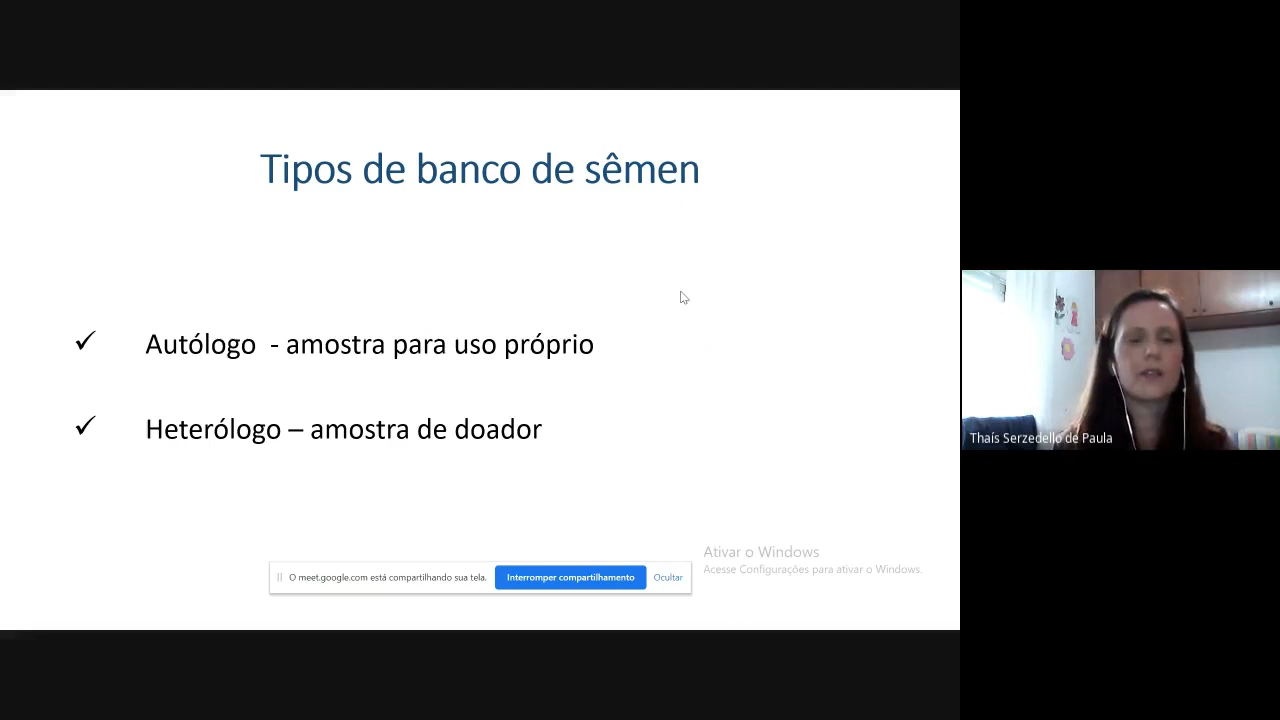 Tipos de banco de sêmen
✓ Autólogo - amostra para uso próprio
✓ Heterólogo – amostra de doador
Thaís Serzedello de Paula
Ativar o Windows
Acesse Configurações para ativar o Windows.
O meet.google.com está compartilhando sua tela. Interromper compartilhamento Ocultar